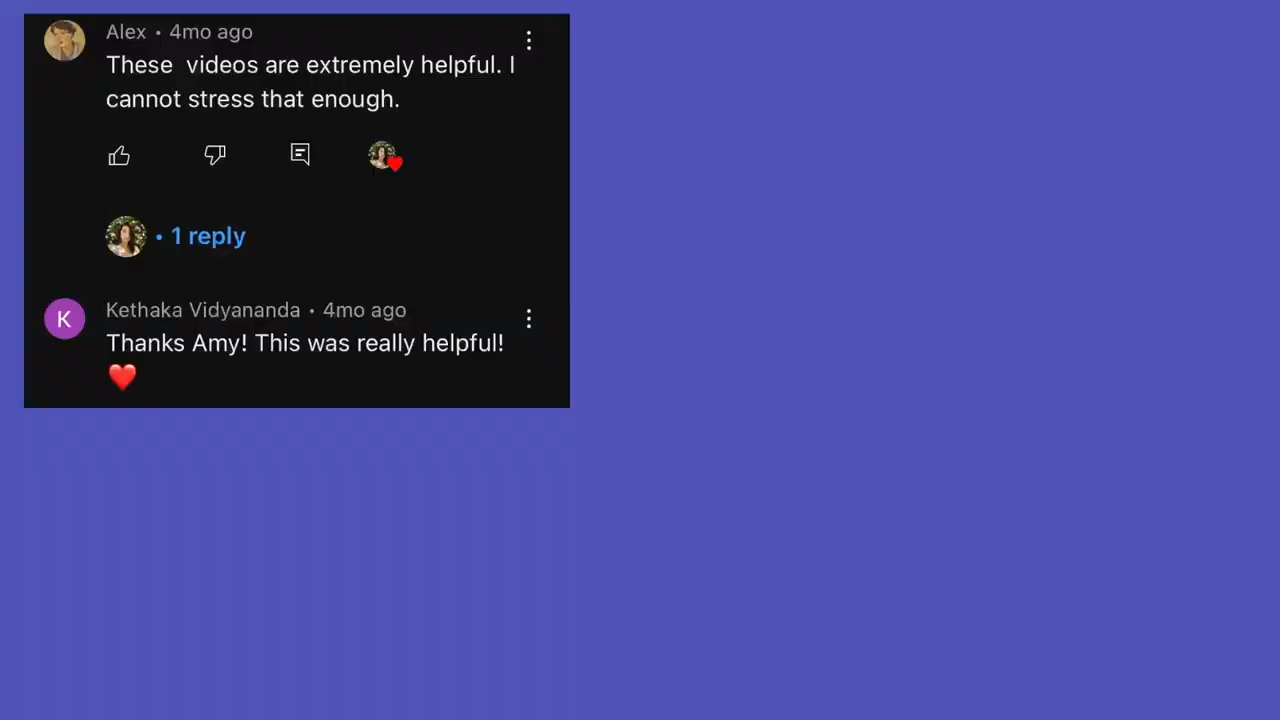 Alex • 4mo ago
These  videos are extremely helpful. I
cannot stress that enough.
• 1 reply
K
Kethaka Vidyananda • 4mo ago
Thanks Amy! This was really helpful!
❤️